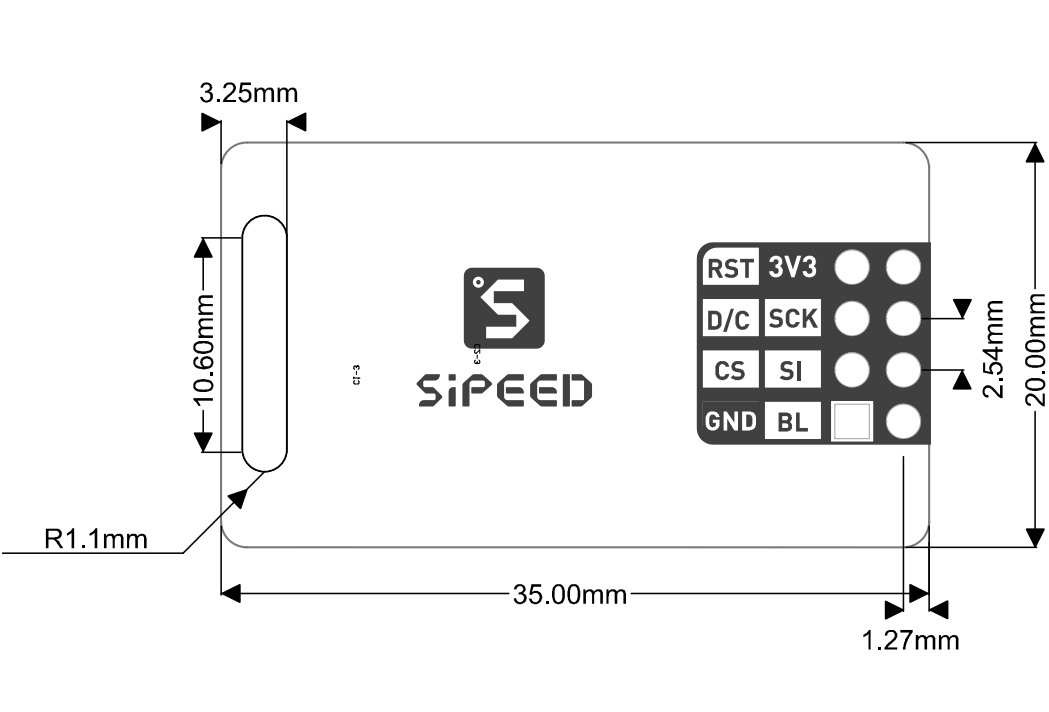 3.25mm
RST 3V3
D/C SCK
CS SI
GND BL
10.60mm
2.54mm
20.00mm
C2-3
C1-3
SiPEED
R1.1mm
35.00mm
1.27mm